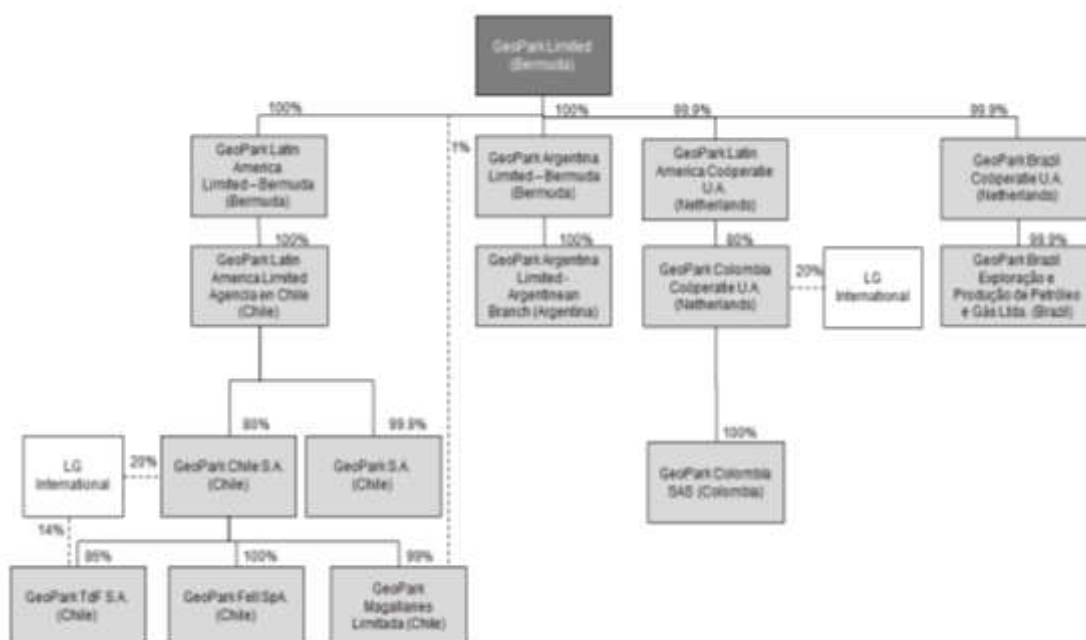 GeoPark Limited
(Bermuda)
100%
100%
99.9%
99.9%
1%
GeoPark Latin
America
Limited – Bermuda
(Bermuda)
GeoPark Argentina
Limited – Bermuda
(Bermuda)
GeoPark Latin
America Coöperatie
U.A.
(Netherlands)
GeoPark Brazil
Coöperatie U.A.
(Netherlands)
100%
100%
80%
99.9%
GeoPark Latin
America Limited
Agencia en Chile
(Chile)
GeoPark Argentina
Limited -
Argentinean
Branch (Argentina)
GeoPark Colombia
Coöperatie U.A.
(Netherlands)
20%
LG
International
GeoPark Brazil
Exploração e
Produção de Petróleo
e Gás Ltda. (Brazil)
80%
99.9%
100%
LG
International
20%
GeoPark Chile S.A.
(Chile)
GeoPark S.A.
(Chile)
GeoPark Colombia
SAS (Colombia)
14%
100%
99%
GeoPark TdF S.A.
(Chile)
GeoPark Fell SpA.
(Chile)
GeoPark
Magallanes
Limitada (Chile)